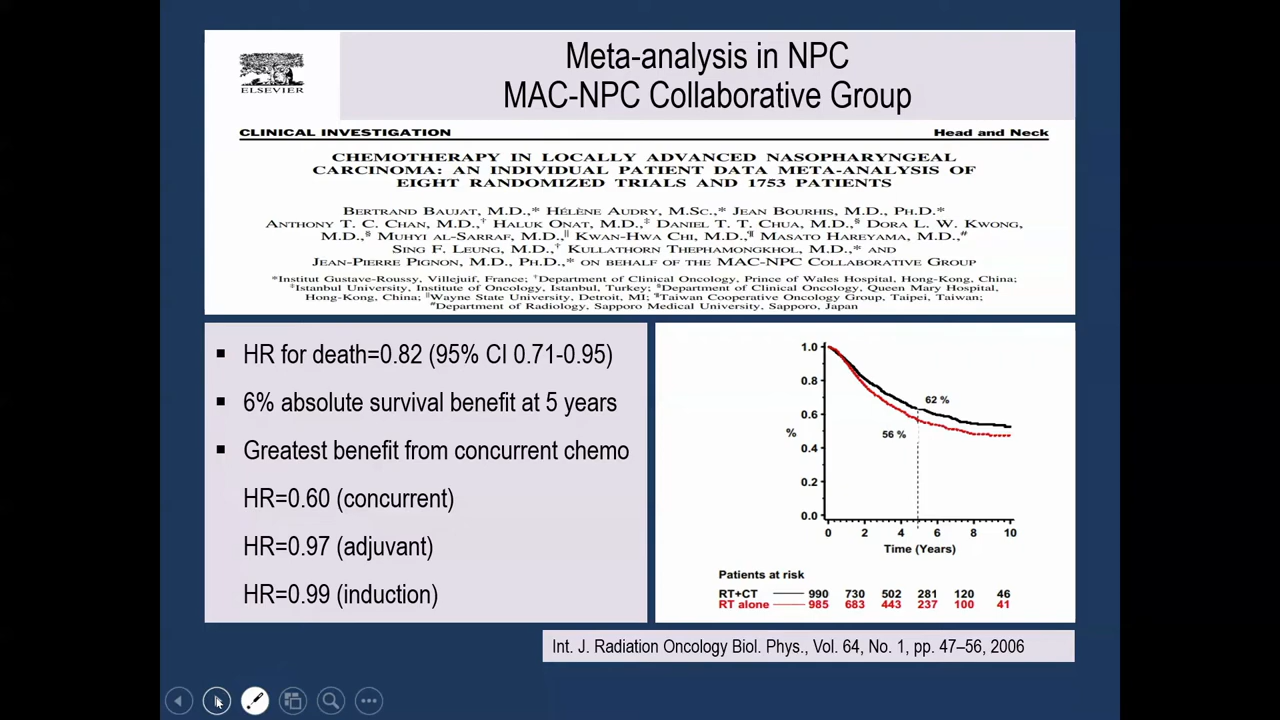 Meta-analysis in NPC
MAC-NPC Collaborative Group
ELSEVIER
CLINICAL INVESTIGATION Head and Neck
CHEMOTHERAPY IN LOCALLY ADVANCED NASOPHARYNGEAL
CARCINOMA: AN INDIVIDUAL PATIENT DATA META-ANALYSIS OF
EIGHT RANDOMIZED TRIALS AND 1753 PATIENTS
BERTRAND BAUJAT, M.D.,* HÉLÈNE AUDRY, M.SC.,* JEAN BOURHIS, M.D., PH.D.*
ANTHONY T. C. CHAN, M.D.,† HALUK ONAT, M.D.,‡ DANIEL T. T. CHUA, M.D.,§ DORA L. W. KWONG,
M.D.,§ MUHYI AL-SARRAF, M.D.,‖ KWAN-HWA CHI, M.D.,¶ MASATO HAREYAMA, M.D.,#
SING F. LEUNG, M.D.,† KULLATHORN THEPHAMONGKHOL, M.D.,* AND
JEAN-PIERRE PIGNON, M.D., PH.D.,* ON BEHALF OF THE MAC-NPC COLLABORATIVE GROUP
*Institut Gustave-Roussy, Villejuif, France; †Department of Clinical Oncology, Prince of Wales Hospital, Hong-Kong, China;
‡Istanbul University, Institute of Oncology, Istanbul, Turkey; §Department of Clinical Oncology, Queen Mary Hospital,
Hong-Kong, China; ‖Wayne State University, Detroit, MI; ¶Taiwan Cooperative Oncology Group, Taipei, Taiwan;
#Department of Radiology, Sapporo Medical University, Sapporo, Japan
▪ HR for death=0.82 (95% CI 0.71-0.95)
▪ 6% absolute survival benefit at 5 years
▪ Greatest benefit from concurrent chemo
HR=0.60 (concurrent)
HR=0.97 (adjuvant)
HR=0.99 (induction)
1.0
0.8
0.6
0.4
0.2
0.0
%
62 %
56 %
0 2 4 6 8 10
Time (Years)
Patients at risk
RT+CT 990 730 502 281 120 46
RT alone 985 683 443 237 100 41
Int. J. Radiation Oncology Biol. Phys., Vol. 64, No. 1, pp. 47–56, 2006